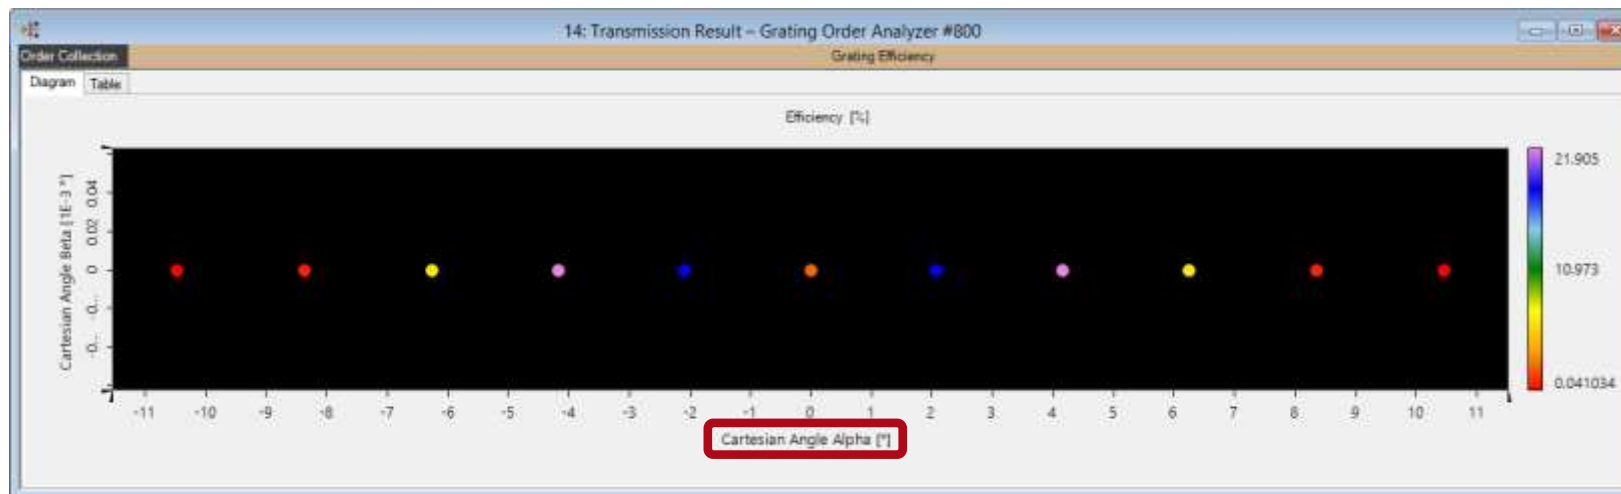 14: Transmission Result – Grating Order Analyzer #800
Order Collection
Grating Efficiency
Diagram Table
Efficiency [%]
Cartesian Angle Beta [1E-3 °]
0.04
0.02
0
-0...
-0...
21.905
10.973
0.041034
-11 -10 -9 -8 -7 -6 -5 -4 -3 -2 -1 0 1 2 3 4 5 6 7 8 9 10 11
Cartesian Angle Alpha [°]